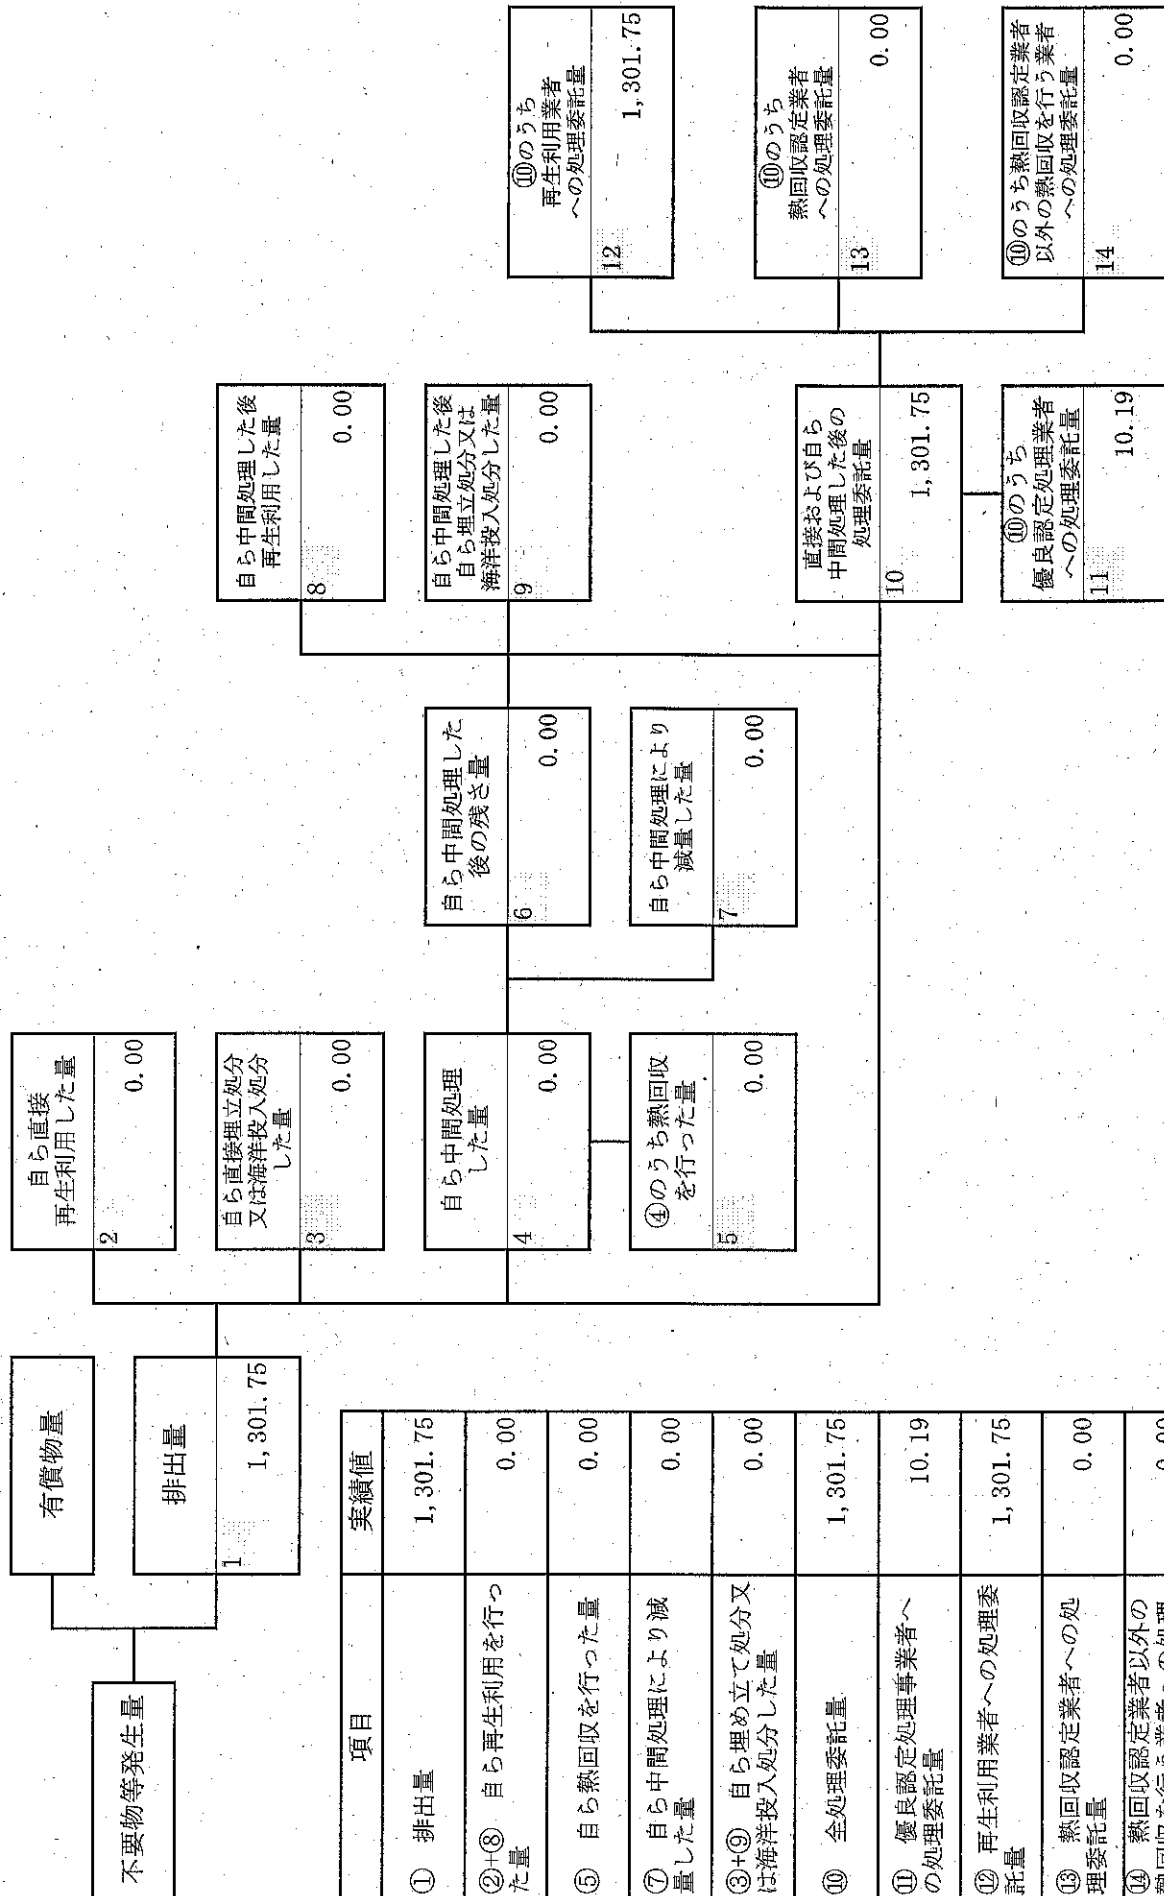 不要物等発生量
有償物量
排出量
1
1,301.75
自ら直接
再生利用した量
2
0.00
自ら直接埋立処分
又は海洋投入処分
した量
3
0.00
自ら中間処理
した量
4
0.00
④のうち熱回収
を行った量
5
0.00
自ら中間処理した
後の残さ量
6
0.00
自ら中間処理により
減量した量
7
0.00
自ら中間処理した後
再生利用した量
8
0.00
自ら中間処理した後
自ら埋立処分又は
海洋投入処分した量
9
0.00
直接および自ら
中間処理した後の
処理委託量
10
1,301.75
⑩のうち
優良認定処理業者
への処理委託量
11
10.19
⑩のうち
再生利用業者
への処理委託量
12
1,301.75
⑩のうち
熱回収認定業者
への処理委託量
13
0.00
⑩のうち熱回収認定業者
以外の熱回収を行う業者
への処理委託量
14
0.00
項目 実績値
① 排出量 1,301.75
②+⑧ 自ら再生利用を行っ
た量 0.00
⑤ 自ら熱回収を行った量 0.00
⑦ 自ら中間処理により減
量した量 0.00
③+⑨ 自ら埋め立て処分又
は海洋投入処分した量 0.00
⑩ 全処理委託量 1,301.75
⑪ 優良認定処理事業者へ
の処理委託量 10.19
⑫ 再生利用業者への処理委
託量 1,301.75
⑬ 熱回収認定業者への処
理委託量 0.00
⑭ 熱回収認定業者以外の
熱回収を行う業者への処理
0.00